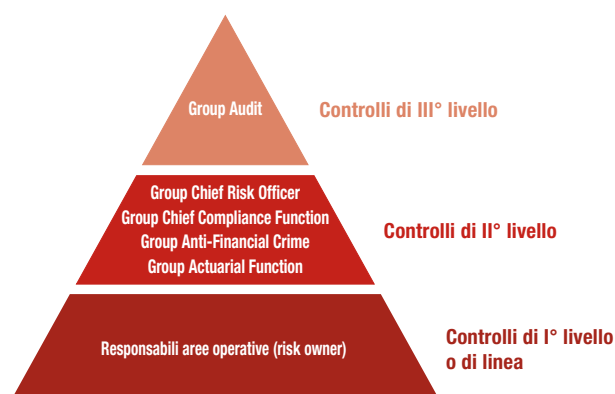 Group Audit
Controlli di III° livello
Group Chief Risk Officer
Group Chief Compliance Function
Group Anti-Financial Crime
Group Actuarial Function
Controlli di II° livello
Responsabili aree operative (risk owner)
Controlli di I° livello
o di linea